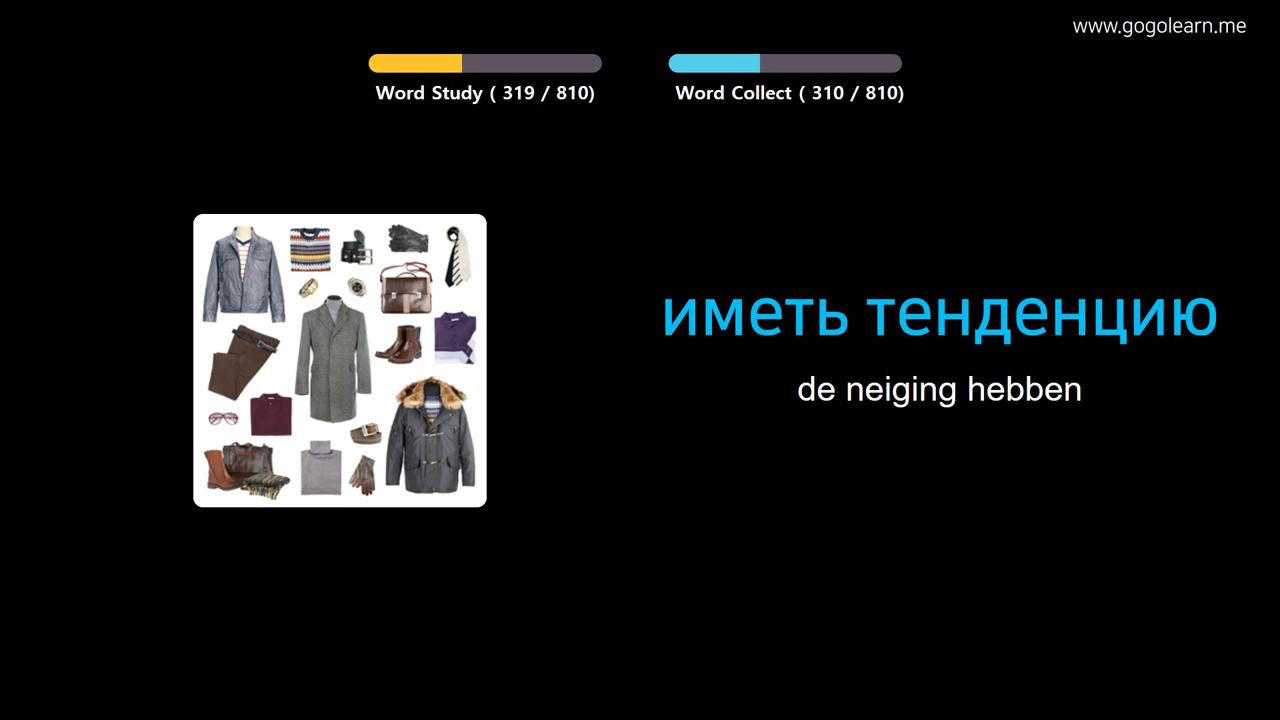 www.gogolearn.me
Word Study ( 319 / 810)
Word Collect ( 310 / 810)
иметь тенденцию
de neiging hebben